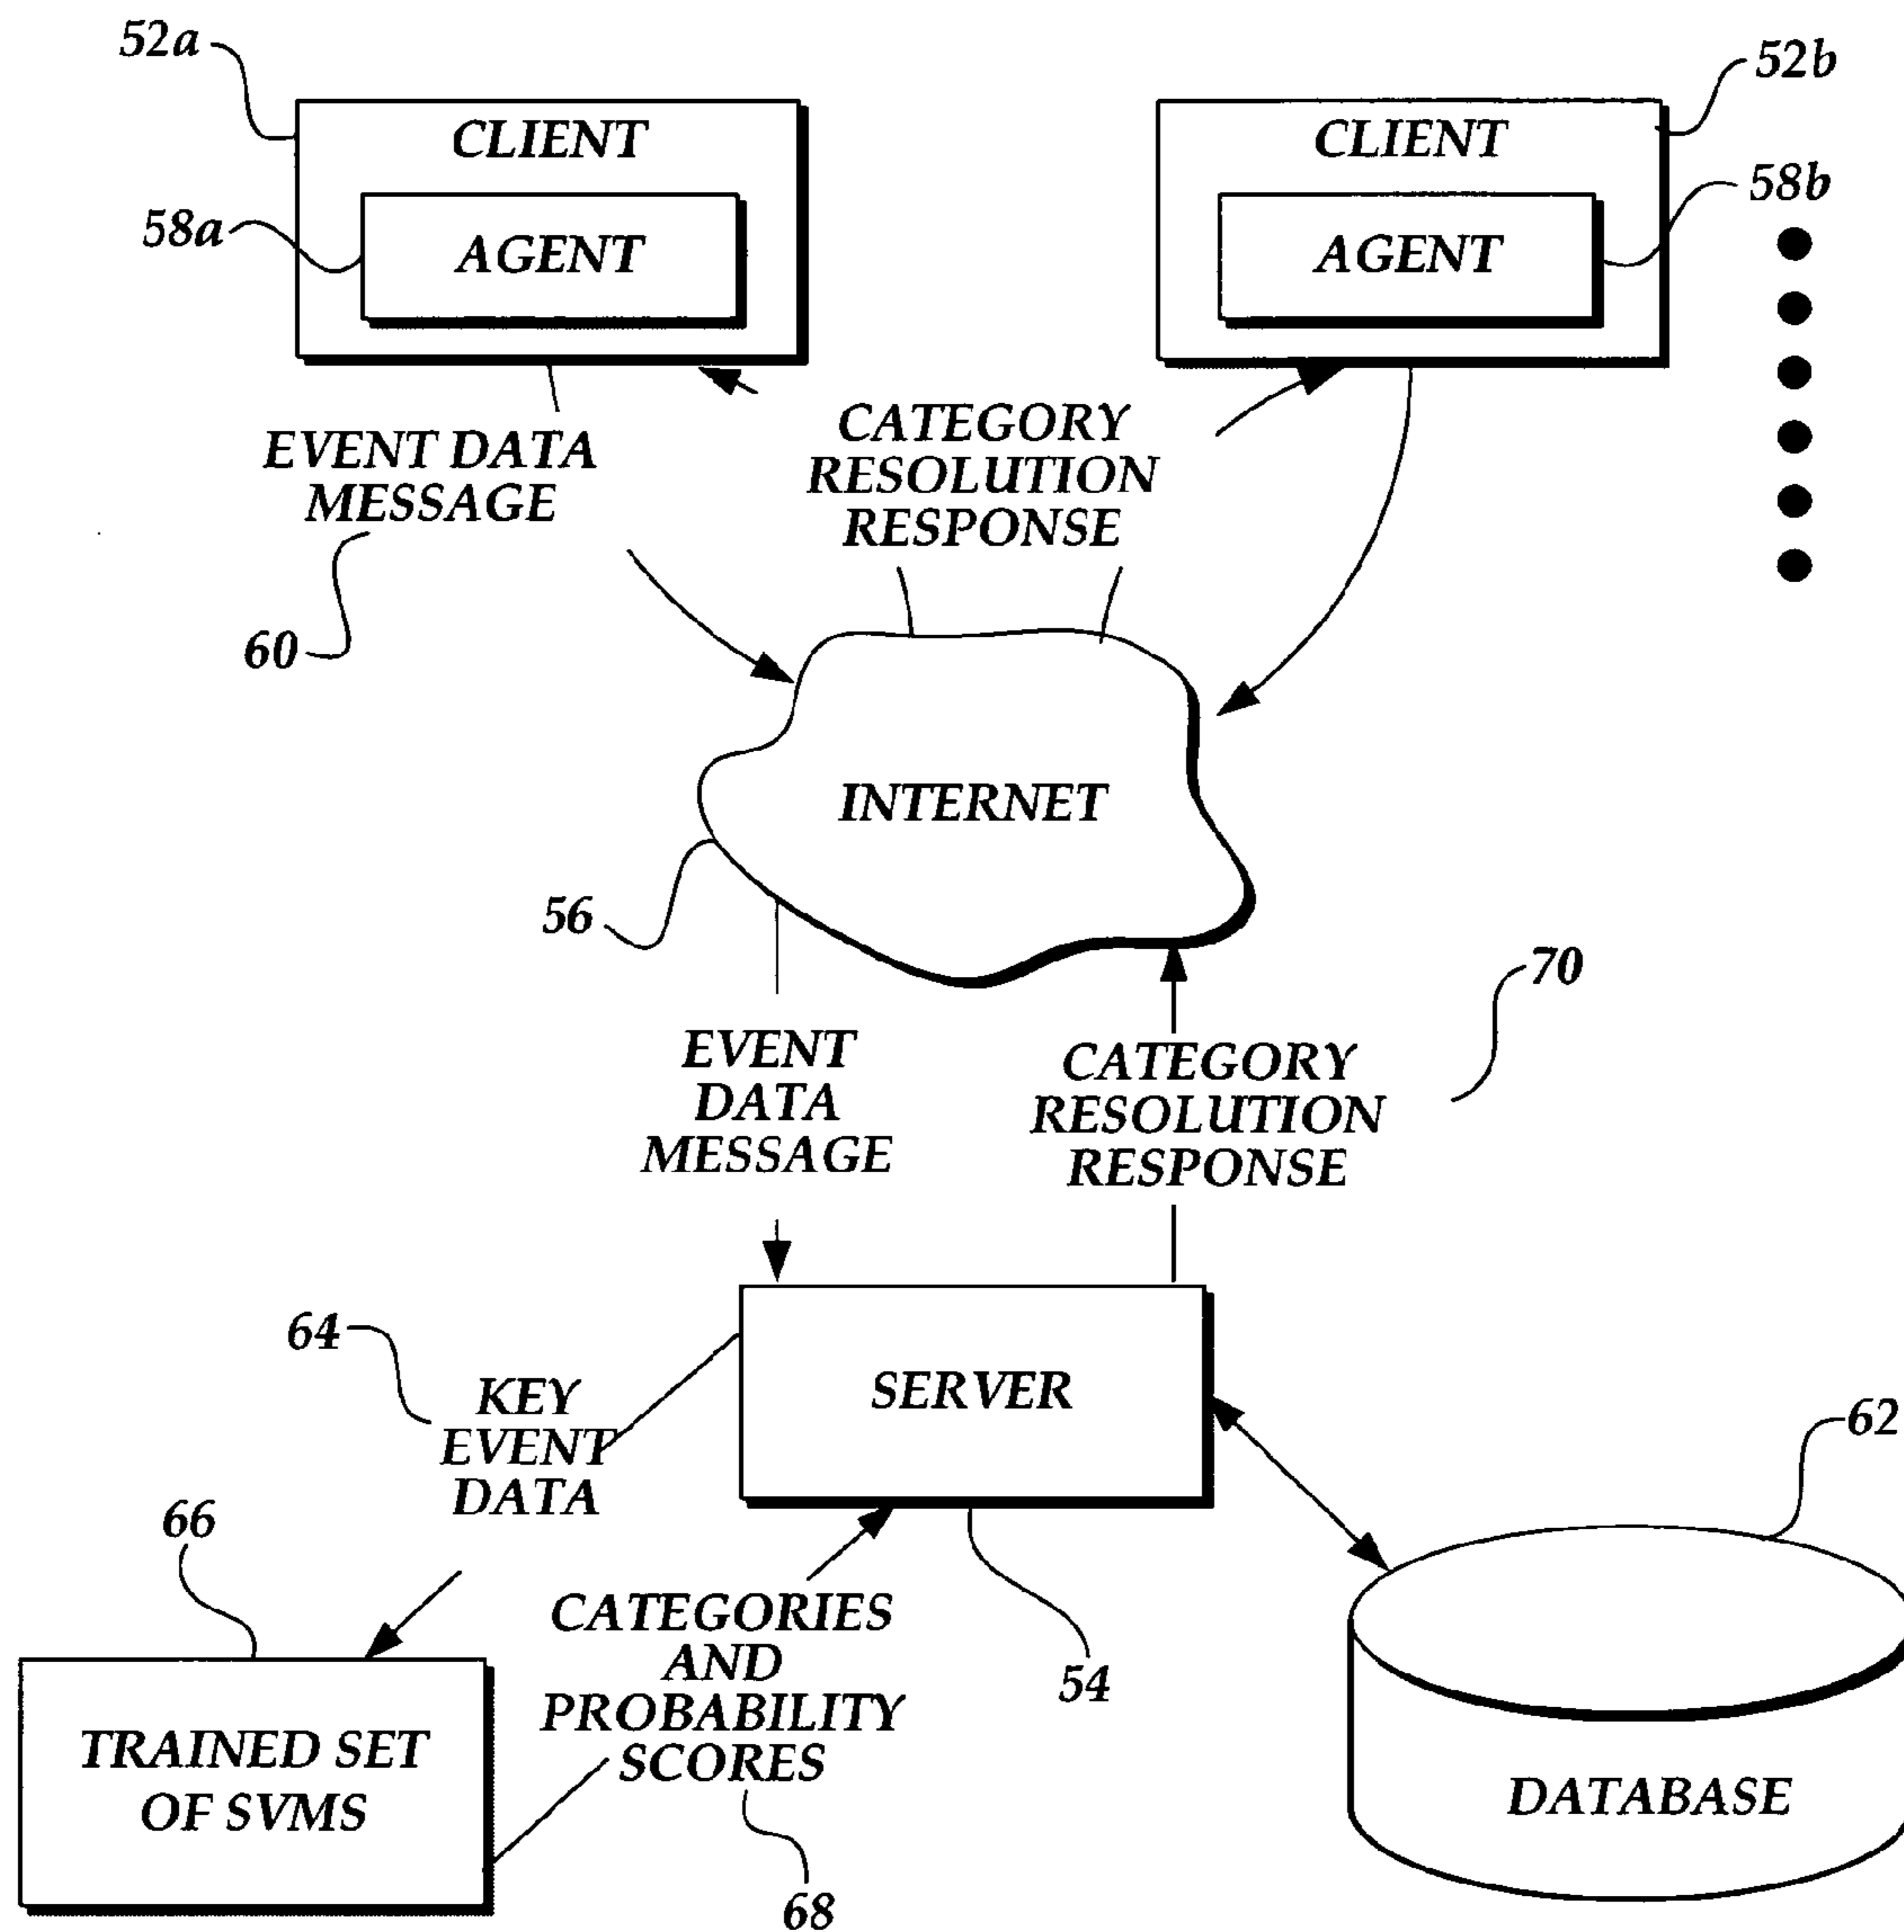 52a
52b
CLIENT
CLIENT
58a
AGENT
58b
AGENT
EVENT DATA
MESSAGE
60
CATEGORY
RESOLUTION
RESPONSE
INTERNET
56
70
EVENT
DATA
MESSAGE
CATEGORY
RESOLUTION
RESPONSE
64
KEY
EVENT
DATA
SERVER
62
66
CATEGORIES
AND
PROBABILITY
SCORES
54
TRAINED SET
OF SVMS
DATABASE
68